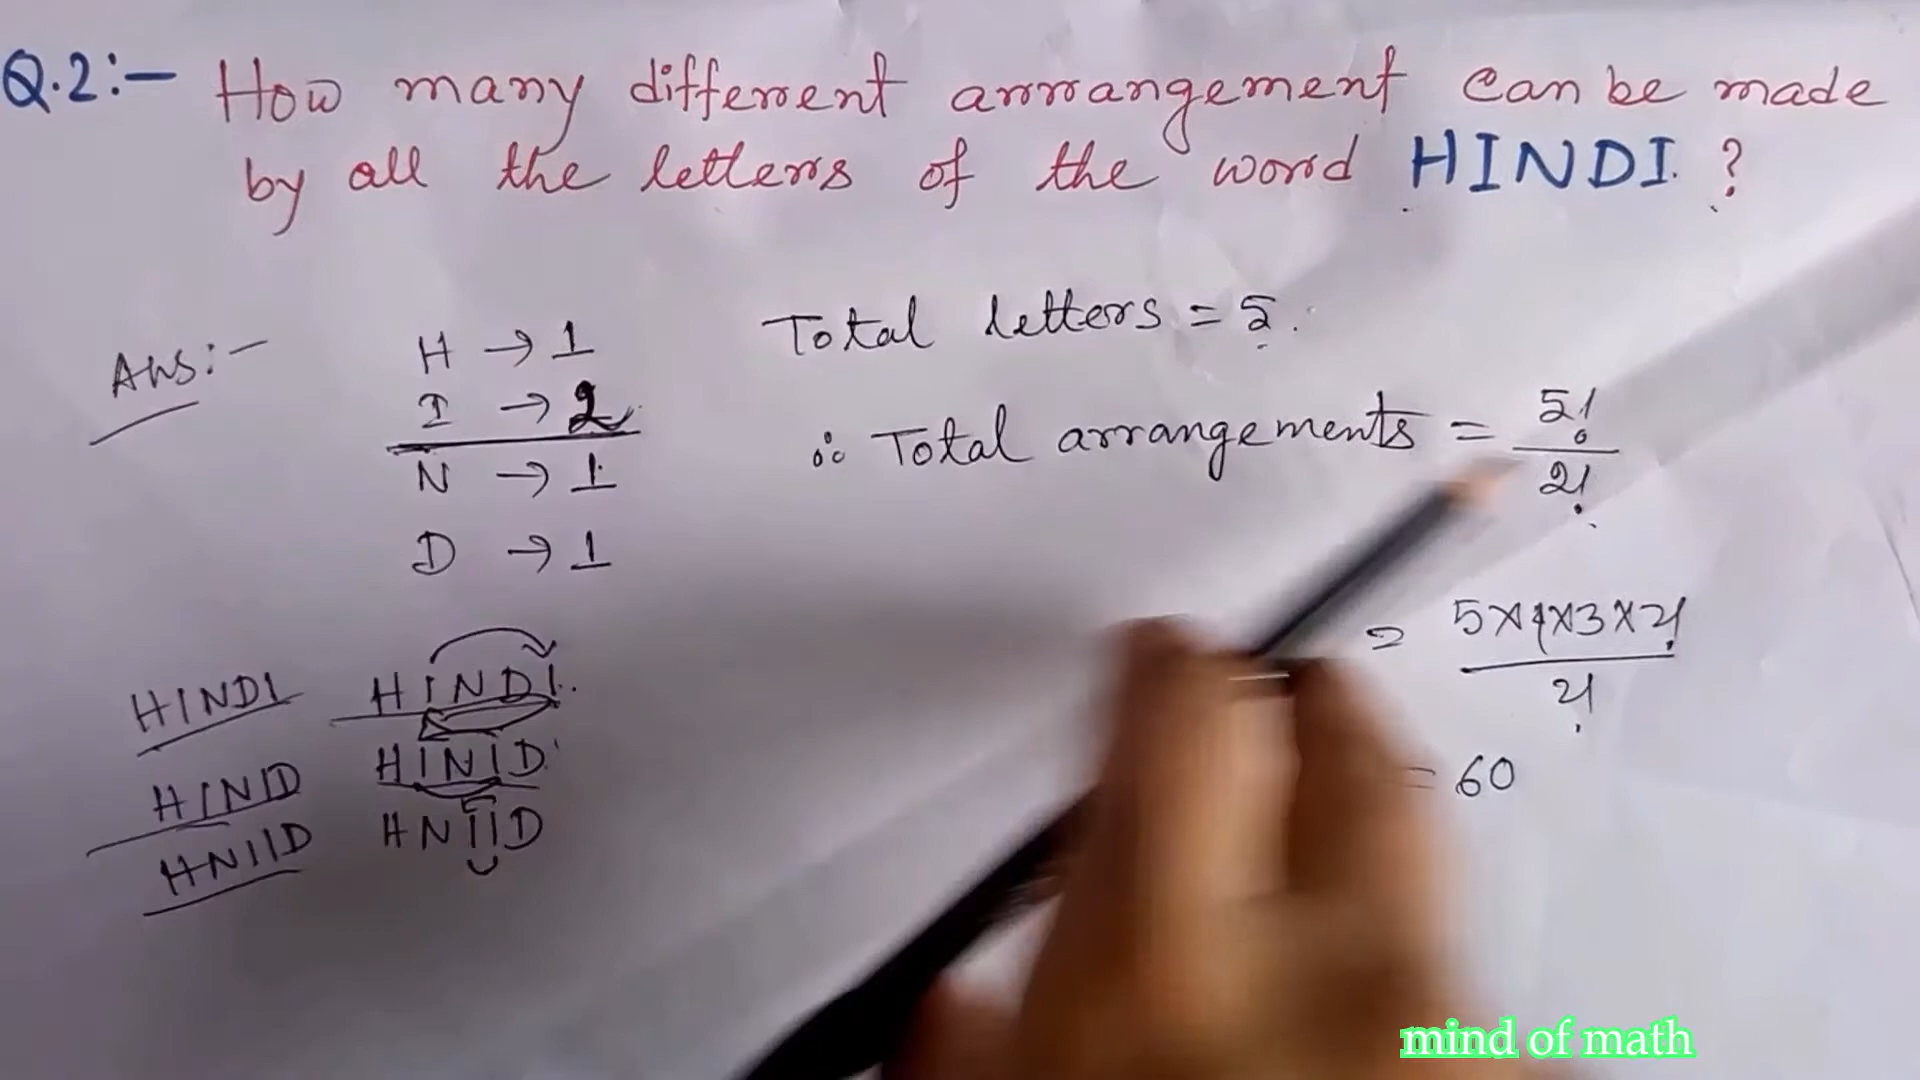 Q.2:- How many different arrangement can be made
by all the letters of the word HINDI. ?
Ans:-
H → 1
I → 2
N → 1
D → 1
Total letters = 5.
∴ Total arrangements = 5!/2!
= 5×4×3×2!/2!
= 60
HINDI HINDI.
HINID HINID
HNIID HNIID
mind of math